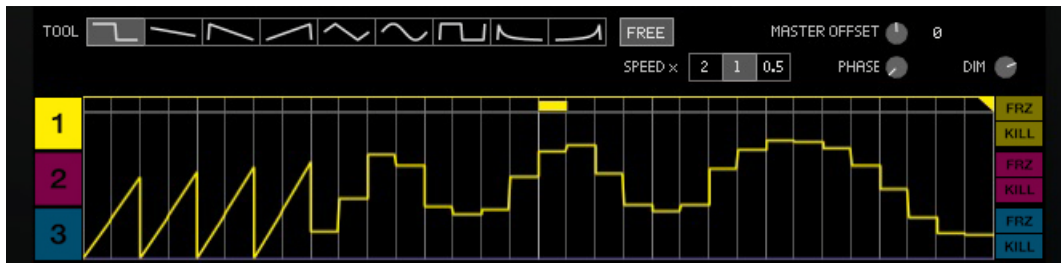 TOOL FREE MASTER OFFSET 0
SPEED × 2 1 0.5 PHASE DIM
1 FRZ
KILL
2 FRZ
KILL
3 FRZ
KILL